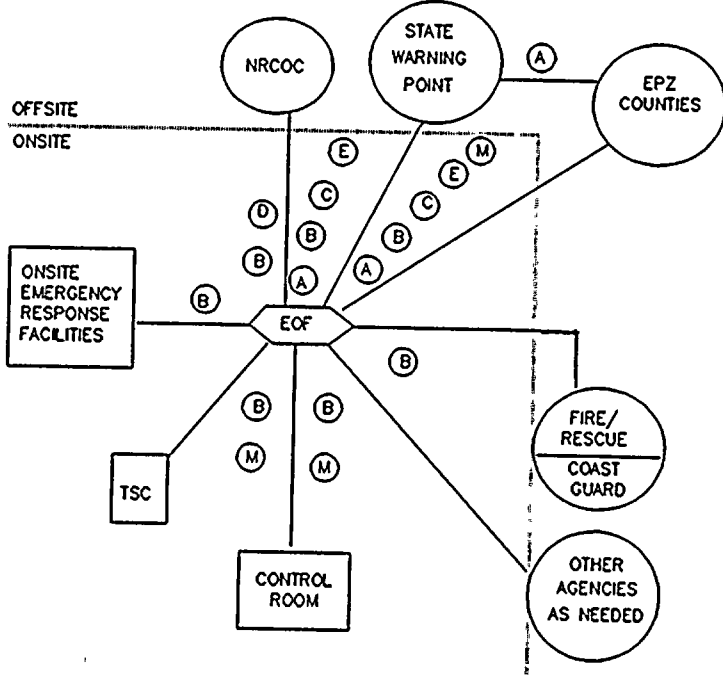 NRCOC
STATE
WARNING
POINT
A
EPZ
COUNTIES
OFFSITE
ONSITE
E
M
D
C
B
B
A
E
C
B
A
ONSITE
EMERGENCY
RESPONSE
FACILITIES
B
EOF
B
B
M
B
M
TSC
CONTROL
ROOM
FIRE/
RESCUE
COAST
GUARD
OTHER
AGENCIES
AS NEEDED